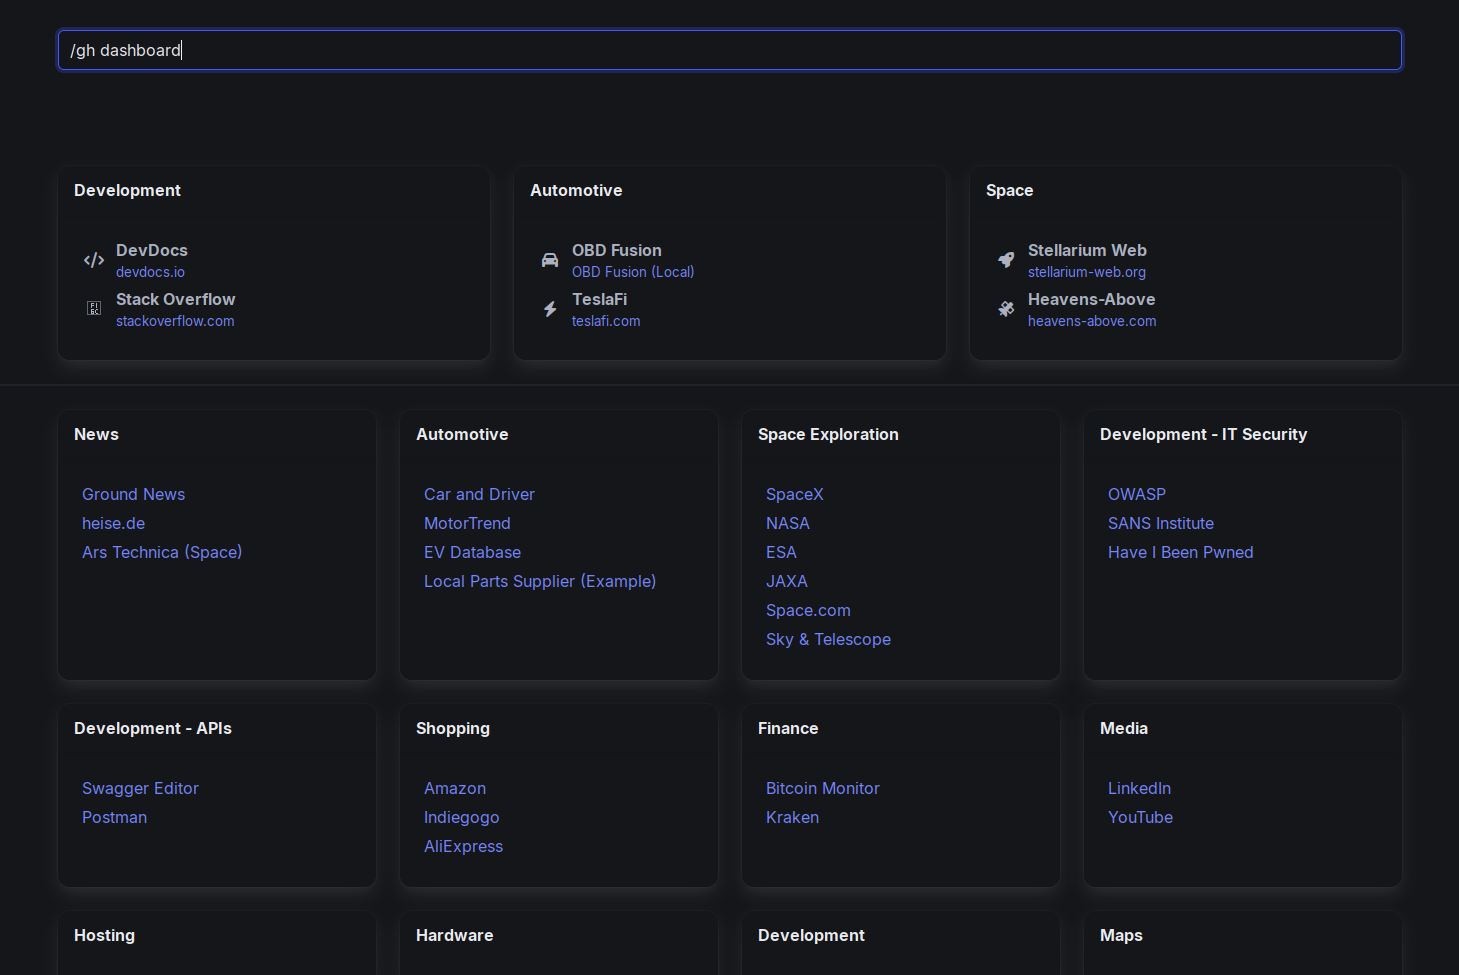 /gh dashboard
Development
DevDocs
devdocs.io
Stack Overflow
stackoverflow.com
Automotive
OBD Fusion
OBD Fusion (Local)
TeslaFi
teslafi.com
Space
Stellarium Web
stellarium-web.org
Heavens-Above
heavens-above.com
News
Ground News
heise.de
Ars Technica (Space)
Automotive
Car and Driver
MotorTrend
EV Database
Local Parts Supplier (Example)
Space Exploration
SpaceX
NASA
ESA
JAXA
Space.com
Sky & Telescope
Development - IT Security
OWASP
SANS Institute
Have I Been Pwned
Development - APIs
Swagger Editor
Postman
Shopping
Amazon
Indiegogo
AliExpress
Finance
Bitcoin Monitor
Kraken
Media
LinkedIn
YouTube
Hosting
Hardware
Development
Maps